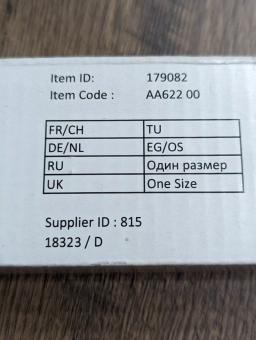 Item ID: 179082
Item Code : AA622 00
FR/CH TU
DE/NL EG/OS
RU Один размер
UK One Size
Supplier ID : 815
18323 / D